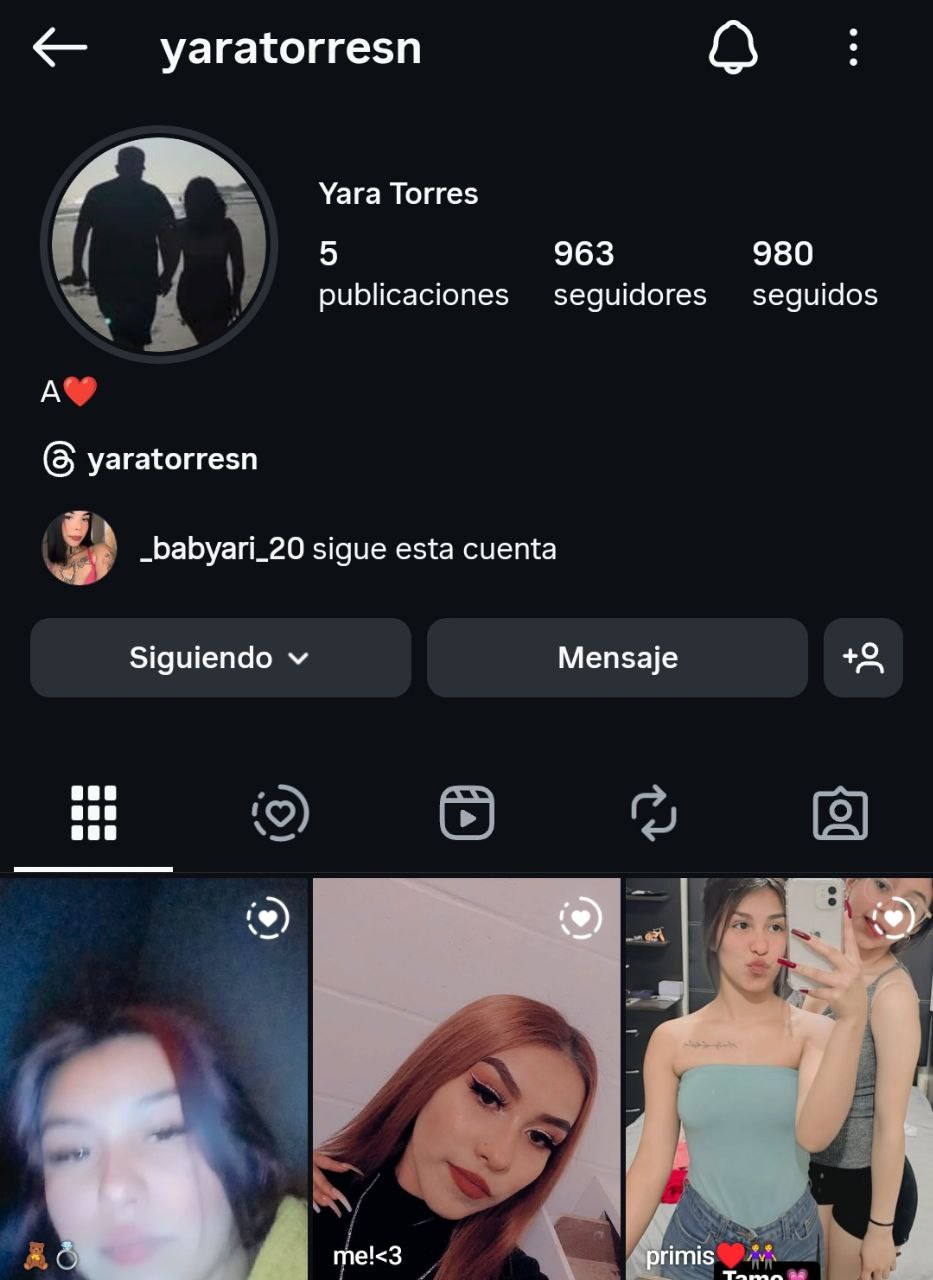 yaratorresn
Yara Torres
5 963 980
publicaciones seguidores seguidos
A❤️
yaratorresn
_babyari_20 sigue esta cuenta
Siguiendo Mensaje
🧸💍 me!<3 primis❤️👭
Tamo💗